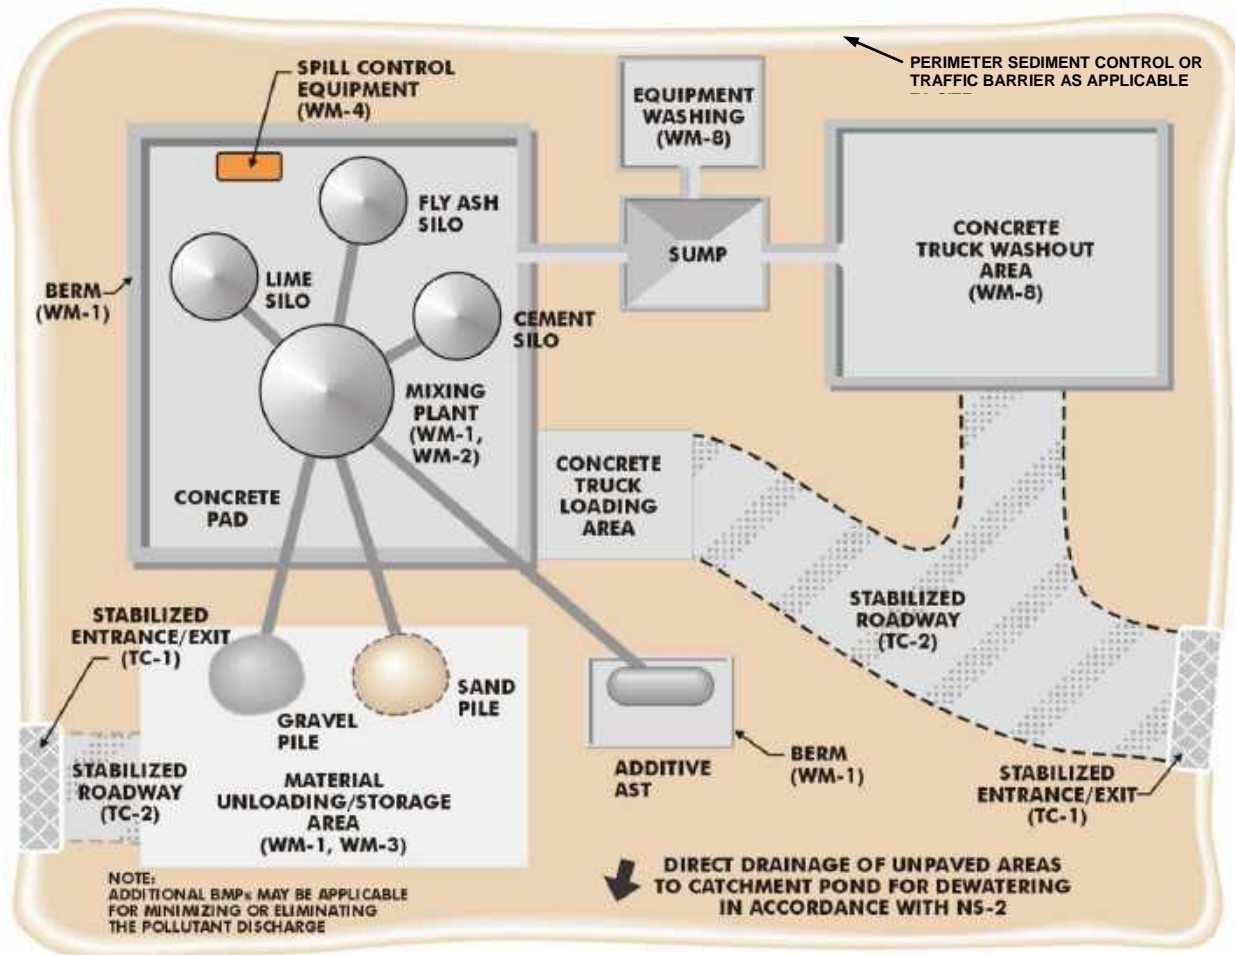 PERIMETER SEDIMENT CONTROL OR
TRAFFIC BARRIER AS APPLICABLE
SPILL CONTROL
EQUIPMENT
(WM-4)
EQUIPMENT
WASHING
(WM-8)
FLY ASH
SILO
SUMP
CONCRETE
TRUCK WASHOUT
AREA
(WM-8)
LIME
SILO
BERM
(WM-1)
CEMENT
SILO
MIXING
PLANT
(WM-1,
WM-2)
CONCRETE
PAD
CONCRETE
TRUCK
LOADING
AREA
STABILIZED
ROADWAY
(TC-2)
STABILIZED
ENTRANCE/EXIT
(TC-1)
GRAVEL
PILE
SAND
PILE
STABILIZED
ROADWAY
(TC-2)
MATERIAL
UNLOADING/STORAGE
AREA
(WM-1, WM-3)
ADDITIVE
AST
BERM
(WM-1)
STABILIZED
ENTRANCE/EXIT
(TC-1)
NOTE:
ADDITIONAL BMPs MAY BE APPLICABLE
FOR MINIMIZING OR ELIMINATING
THE POLLUTANT DISCHARGE
DIRECT DRAINAGE OF UNPAVED AREAS
TO CATCHMENT POND FOR DEWATERING
IN ACCORDANCE WITH NS-2